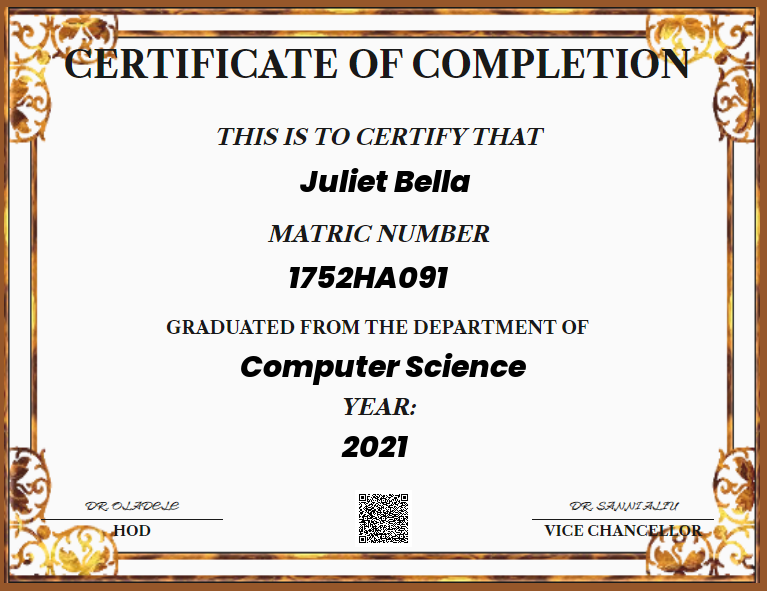 CERTIFICATE OF COMPLETION
THIS IS TO CERTIFY THAT
Juliet Bella
MATRIC NUMBER
1752HA091
GRADUATED FROM THE DEPARTMENT OF
Computer Science
YEAR:
2021
DR. OLADELE
DR. SANNI ALIU
HOD
VICE CHANCELLOR